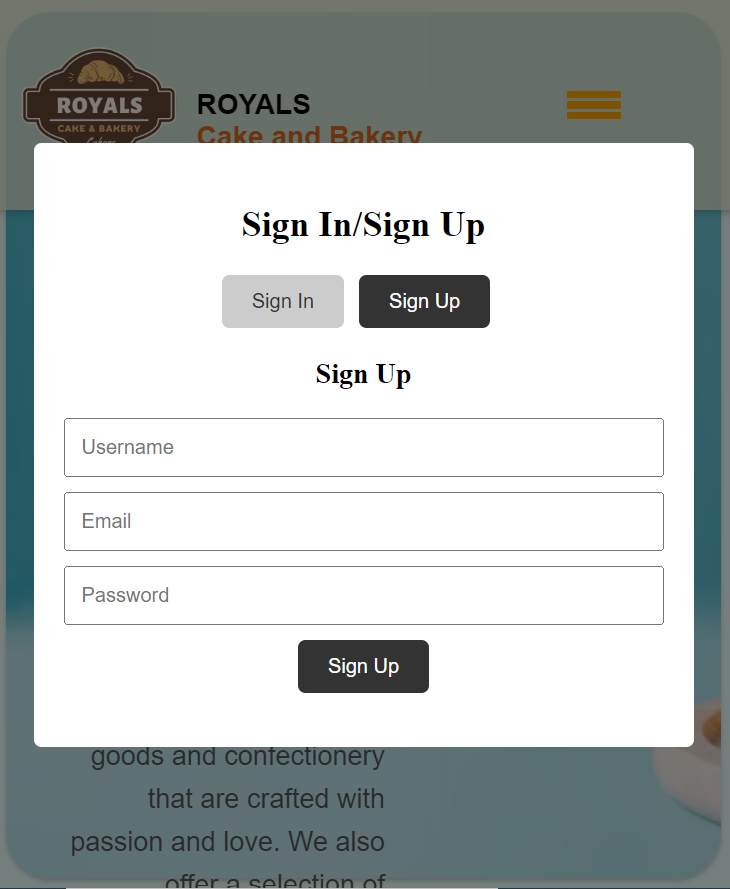 ROYALS
CAKE & BAKERY
ROYALS
Cake and Bakery
Sign In/Sign Up
Sign In
Sign Up
Sign Up
Username
Email
Password
Sign Up
goods and confectionery
that are crafted with
passion and love. We also
offer a selection of